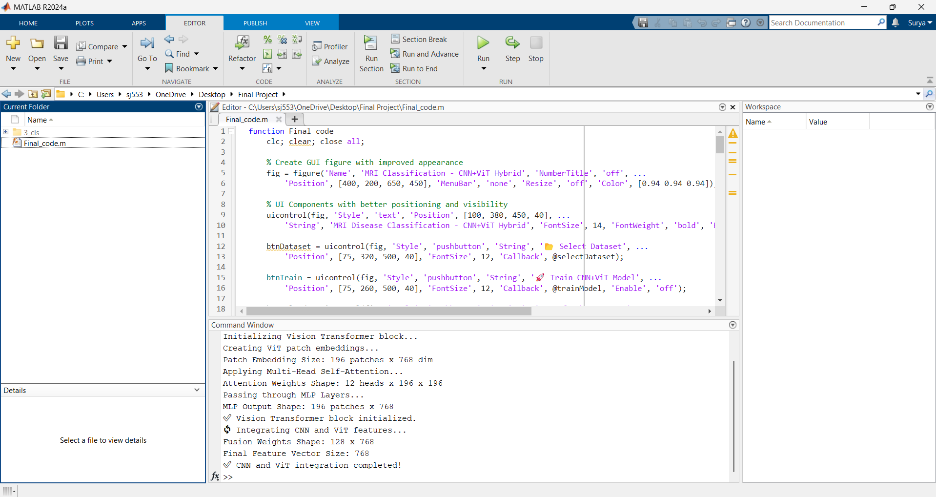 MATLAB R2024a
HOME PLOTS APPS EDITOR PUBLISH VIEW Search Documentation Surya
New Open Save Compare Print Go To Find Bookmark Refactor Profiler Analyze Run Section Section Break Run and Advance Run to End Run Step Stop
FILE NAVIGATE CODE ANALYZE SECTION RUN
C: Users sj553 OneDrive Desktop Final Project
Current Folder
Name
3_cls
Final_code.m
Details
Select a file to view details
Editor - C:\Users\sj553\OneDrive\Desktop\Final Project\Final_code.m
Final_code.m
1 function Final_code
2 clc; clear; close all;
3
4 % Create GUI figure with improved appearance
5 fig = figure('Name', 'MRI Classification - CNN+ViT Hybrid', 'NumberTitle', 'off', ...
6 'Position', [400, 200, 650, 450], 'MenuBar', 'none', 'Resize', 'off', 'Color', [0.94 0.94 0.94]);
7
8 % UI Components with better positioning and visibility
9 uicontrol(fig, 'Style', 'text', 'Position', [100, 380, 450, 40], ...
10 'String', 'MRI Disease Classification - CNN+ViT Hybrid', 'FontSize', 14, 'FontWeight', 'bold',
11
12 btnDataset = uicontrol(fig, 'Style', 'pushbutton', 'String', '📁 Select Dataset', ...
13 'Position', [75, 320, 500, 40], 'FontSize', 12, 'Callback', @selectDataset);
14
15 btnTrain = uicontrol(fig, 'Style', 'pushbutton', 'String', '🚀 Train CNN+ViT Model', ...
16 'Position', [75, 260, 500, 40], 'FontSize', 12, 'Callback', @trainModel, 'Enable', 'off');
17
18
Command Window
Initializing Vision Transformer block...
Creating ViT patch embeddings...
Patch Embedding Size: 196 patches x 768 dim
Applying Multi-Head Self-Attention...
Attention Weights Shape: 12 heads x 196 x 196
Passing through MLP Layers...
MLP Output Shape: 196 patches x 768
✅ Vision Transformer block initialized.
🔄 Integrating CNN and ViT features...
Fusion Weights Shape: 128 x 768
Final Feature Vector Size: 768
✅ CNN and ViT integration completed!
fx >>
Workspace
Name Value